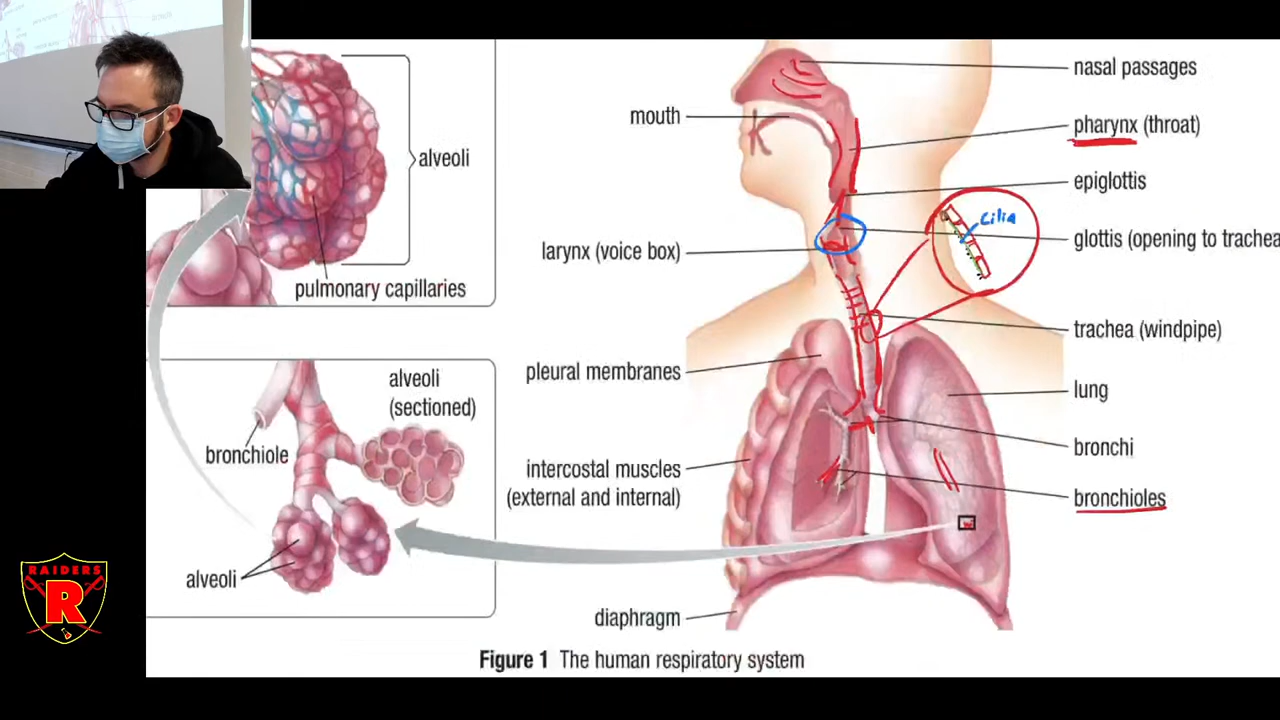 nasal passages
mouth
pharynx (throat)
alveoli
epiglottis
cilia
larynx (voice box)
glottis (opening to trachea
pulmonary capillaries
trachea (windpipe)
pleural membranes
alveoli
(sectioned)
lung
bronchiole
bronchi
intercostal muscles
(external and internal)
bronchioles
alveoli
RAIDERS
R
diaphragm
Figure 1 The human respiratory system